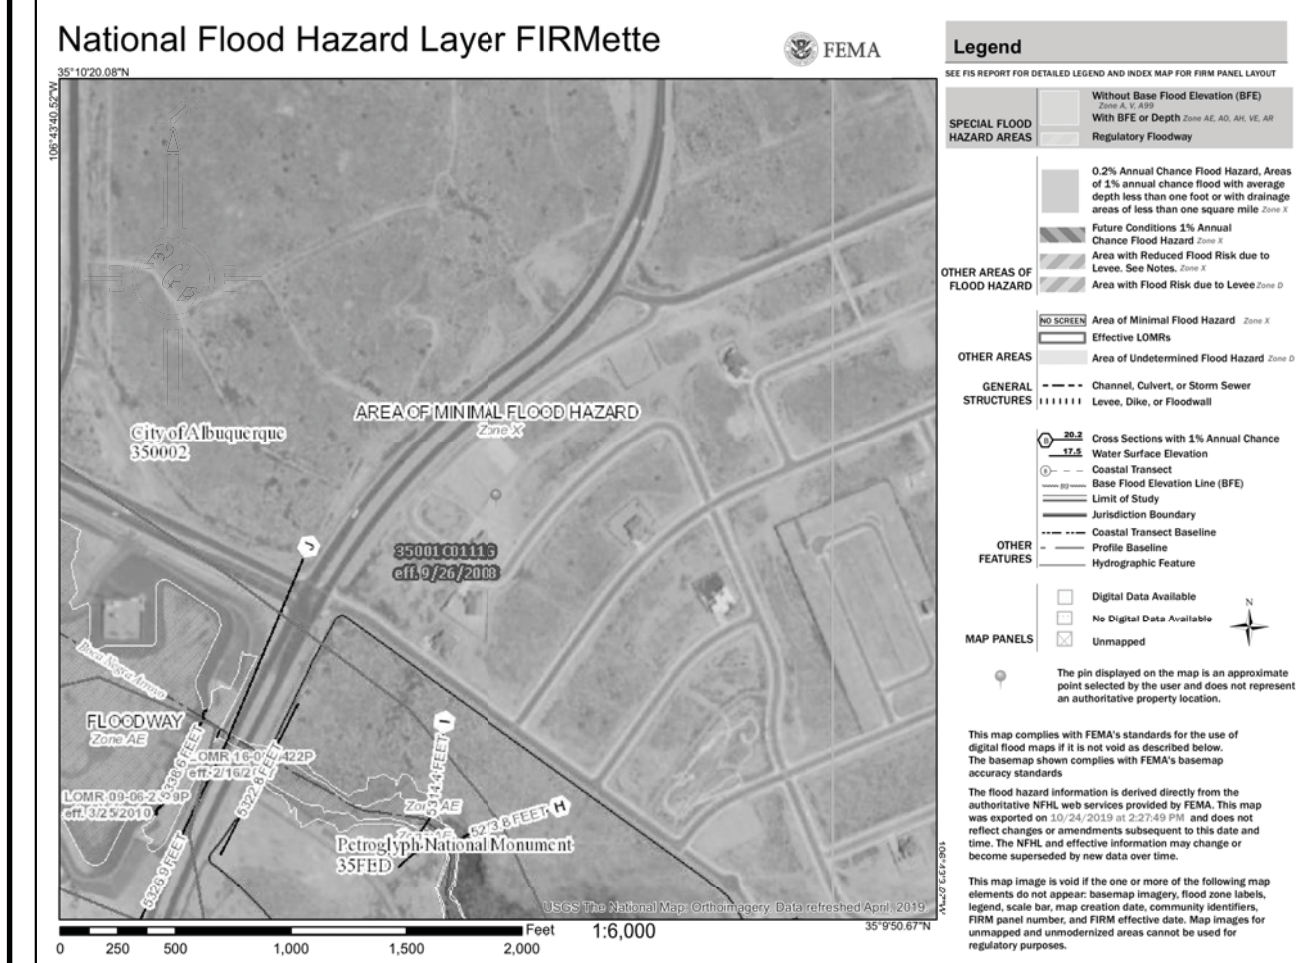 National Flood Hazard Layer FIRMette
FEMA
35°10'20.08"N
106°43'40.52"W
AREA OF MINIMAL FLOOD HAZARD
Zone X
City of Albuquerque
350002
J
35001C0111G
eff. 9/26/2008
Boca Negra Arroyo
FLOODWAY
Zone AE
eff. 2/16/2
LOMR 09-06-2
eff. 3/25/2010
5322.8 FEET
5326.9 FEET
I
5314.4 FEET
Zone AE
H
FEET
Petroglyph National Monument
35FED
USGS The National Map: Orthoimagery. Data refreshed April, 2019.
106°43'3.07"W
35°9'50.67"N
Feet
1:6,000
0 250 500 1,000 1,500 2,000
Legend
SEE FIS REPORT FOR DETAILED LEGEND AND INDEX MAP FOR FIRM PANEL LAYOUT
SPECIAL FLOOD
HAZARD AREAS
Without Base Flood Elevation (BFE)
Zone A, V, A99
With BFE or Depth Zone AE, AO, AH, VE, AR
Regulatory Floodway
OTHER AREAS OF
FLOOD HAZARD
0.2% Annual Chance Flood Hazard, Areas
of 1% annual chance flood with average
depth less than one foot or with drainage
areas of less than one square mile Zone X
Future Conditions 1% Annual
Chance Flood Hazard Zone X
Area with Reduced Flood Risk due to
Levee. See Notes. Zone X
Area with Flood Risk due to Levee Zone D
OTHER AREAS
NO SCREEN Area of Minimal Flood Hazard Zone X
Effective LOMRs
Area of Undetermined Flood Hazard Zone D
GENERAL
STRUCTURES
Channel, Culvert, or Storm Sewer
Levee, Dike, or Floodwall
OTHER
FEATURES
B 20.2 Cross Sections with 1% Annual Chance
17.5 Water Surface Elevation
8 Coastal Transect
Base Flood Elevation Line (BFE)
Limit of Study
Jurisdiction Boundary
Coastal Transect Baseline
Profile Baseline
Hydrographic Feature
MAP PANELS
Digital Data Available
No Digital Data Available
Unmapped
N
The pin displayed on the map is an approximate
point selected by the user and does not represent
an authoritative property location.
This map complies with FEMA's standards for the use of
digital flood maps if it is not void as described below.
The basemap shown complies with FEMA's basemap
accuracy standards
The flood hazard information is derived directly from the
authoritative NFHL web services provided by FEMA. This map
was exported on 10/24/2019 at 2:27:49 PM and does not
reflect changes or amendments subsequent to this date and
time. The NFHL and effective information may change or
become superseded by new data over time.
This map image is void if the one or more of the following map
elements do not appear: basemap imagery, flood zone labels,
legend, scale bar, map creation date, community identifiers,
FIRM panel number, and FIRM effective date. Map images for
unmapped and unmodernized areas cannot be used for
regulatory purposes.